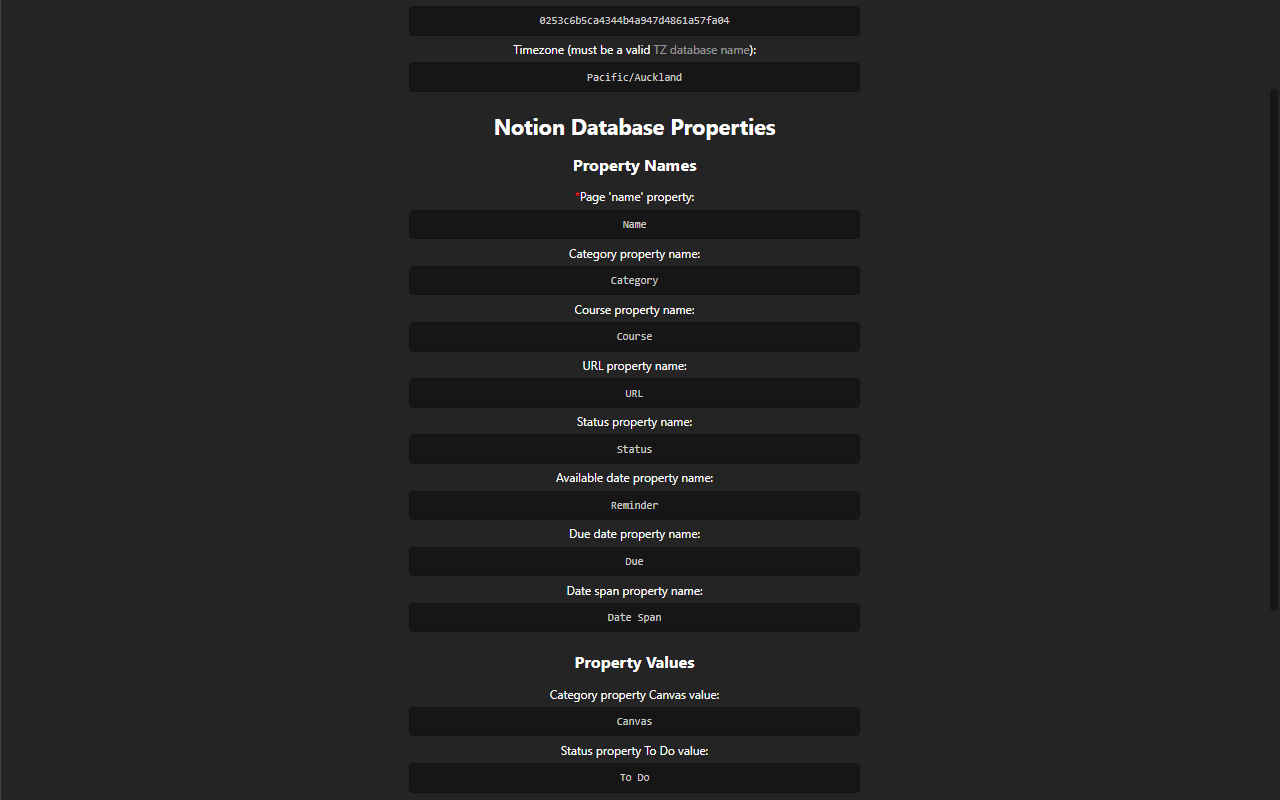 0253c6b5ca4344b4a947d4861a57fa04
Timezone (must be a valid TZ database name):
Pacific/Auckland
Notion Database Properties
Property Names
*Page 'name' property:
Name
Category property name:
Category
Course property name:
Course
URL property name:
URL
Status property name:
Status
Available date property name:
Reminder
Due date property name:
Due
Date span property name:
Date Span
Property Values
Category property Canvas value:
Canvas
Status property To Do value:
To Do